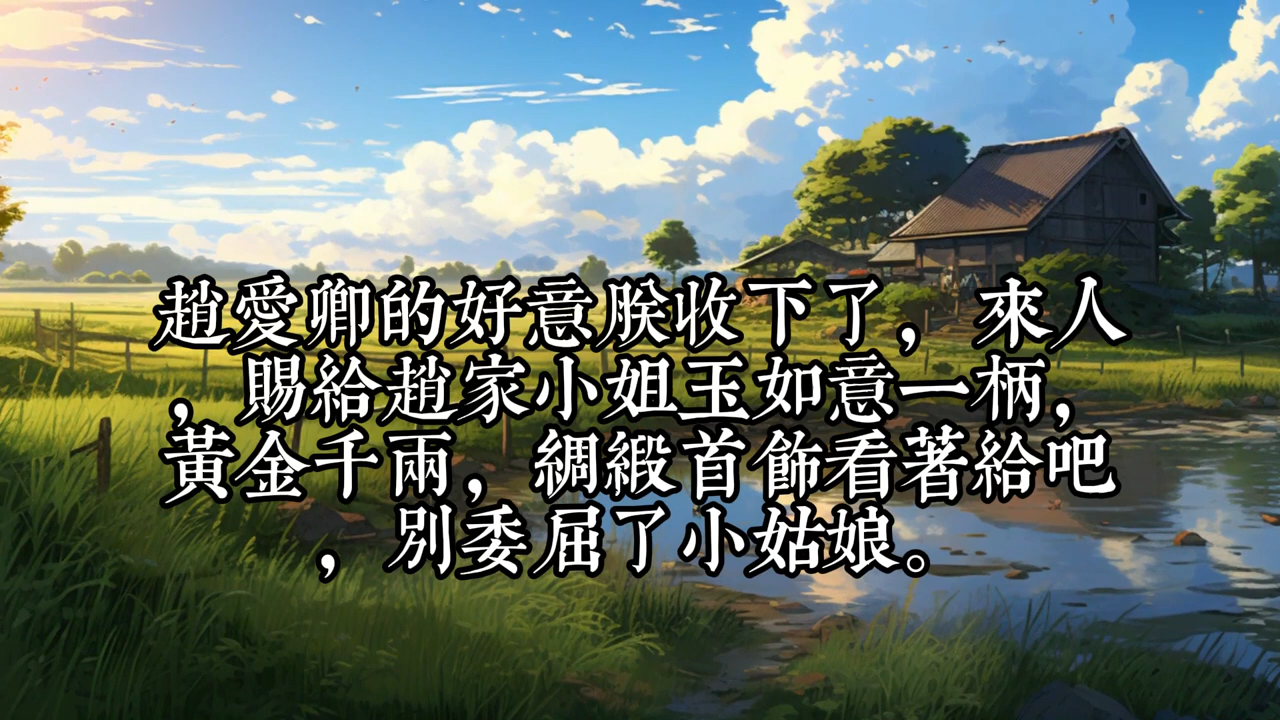 趙愛卿的好意朕收下了，來人
，賜給趙家小姐玉如意一柄，
黃金千兩，綢緞首飾看著給吧
，別委屈了小姑娘。